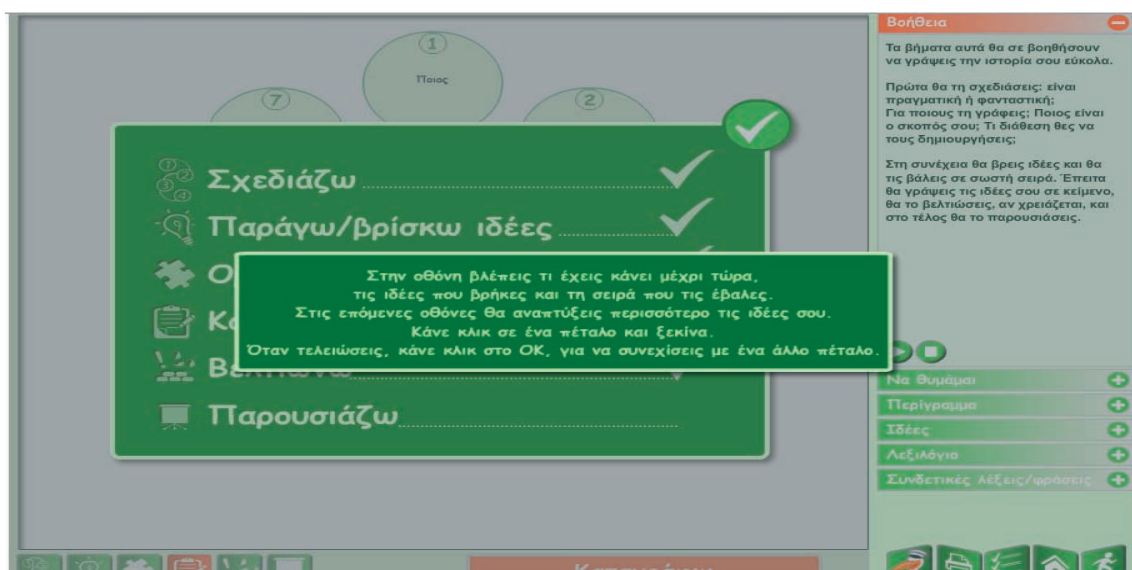 1
Ποιος
7
2
Σχεδιάζω
Παράγω/βρίσκω ιδέες
Ο
Κα
Βελτιώνω
Παρουσιάζω
Στην οθόνη βλέπεις τι έχεις κάνει μέχρι τώρα,
τις ιδέες που βρήκες και τη σειρά που τις έβαλες.
Στις επόμενες οθόνες θα αναπτύξεις περισσότερο τις ιδέες σου.
Κάνε κλικ σε ένα πέταλο και ξεκίνα.
Όταν τελειώσεις, κάνε κλικ στο ΟΚ, για να συνεχίσεις με ένα άλλο πέταλο.
Βοήθεια
Τα βήματα αυτά θα σε βοηθήσουν
να γράψεις την ιστορία σου εύκολα.
Πρώτα θα τη σχεδιάσεις: είναι
πραγματική ή φανταστική;
Για ποιους τη γράφεις; Ποιος είναι
ο σκοπός σου; Τι διάθεση θες να
τους δημιουργήσεις;
Στη συνέχεια θα βρεις ιδέες και θα
τις βάλεις σε σωστή σειρά. Έπειτα
θα γράψεις τις ιδέες σου σε κείμενο,
θα το βελτιώσεις, αν χρειάζεται, και
στο τέλος θα το παρουσιάσεις.
Να θυμάμαι
Περίγραμμα
Ιδέες
Λεξιλόγιο
Συνδετικές λέξεις/φράσεις
Καταγράφω